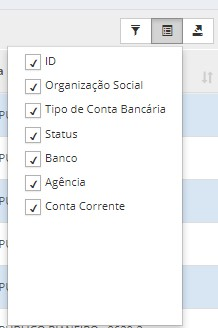 ID
Organização Social
Tipo de Conta Bancária
Status
Banco
Agência
Conta Corrente